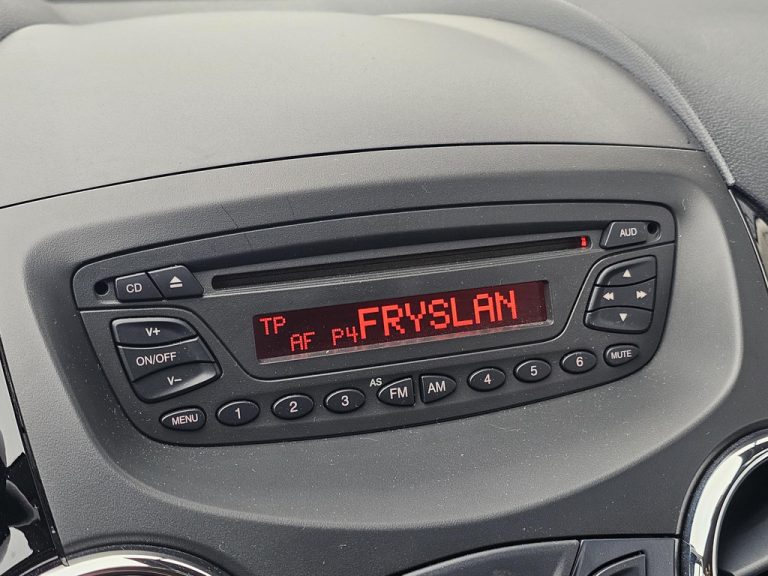 CD AUD
TP AF P4 FRYSLAN
V+
ON/OFF
V–
AS
MENU 1 2 3 FM AM 4 5 6 MUTE